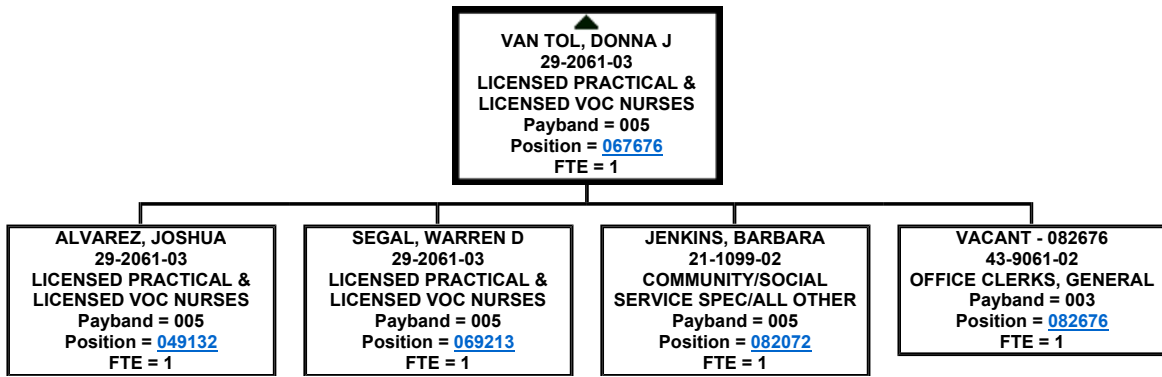 VAN TOL, DONNA J
29-2061-03
LICENSED PRACTICAL &
LICENSED VOC NURSES
Payband = 005
Position = 067676
FTE = 1
ALVAREZ, JOSHUA
29-2061-03
LICENSED PRACTICAL &
LICENSED VOC NURSES
Payband = 005
Position = 049132
FTE = 1
SEGAL, WARREN D
29-2061-03
LICENSED PRACTICAL &
LICENSED VOC NURSES
Payband = 005
Position = 069213
FTE = 1
JENKINS, BARBARA
21-1099-02
COMMUNITY/SOCIAL
SERVICE SPEC/ALL OTHER
Payband = 005
Position = 082072
FTE = 1
VACANT - 082676
43-9061-02
OFFICE CLERKS, GENERAL
Payband = 003
Position = 082676
FTE = 1